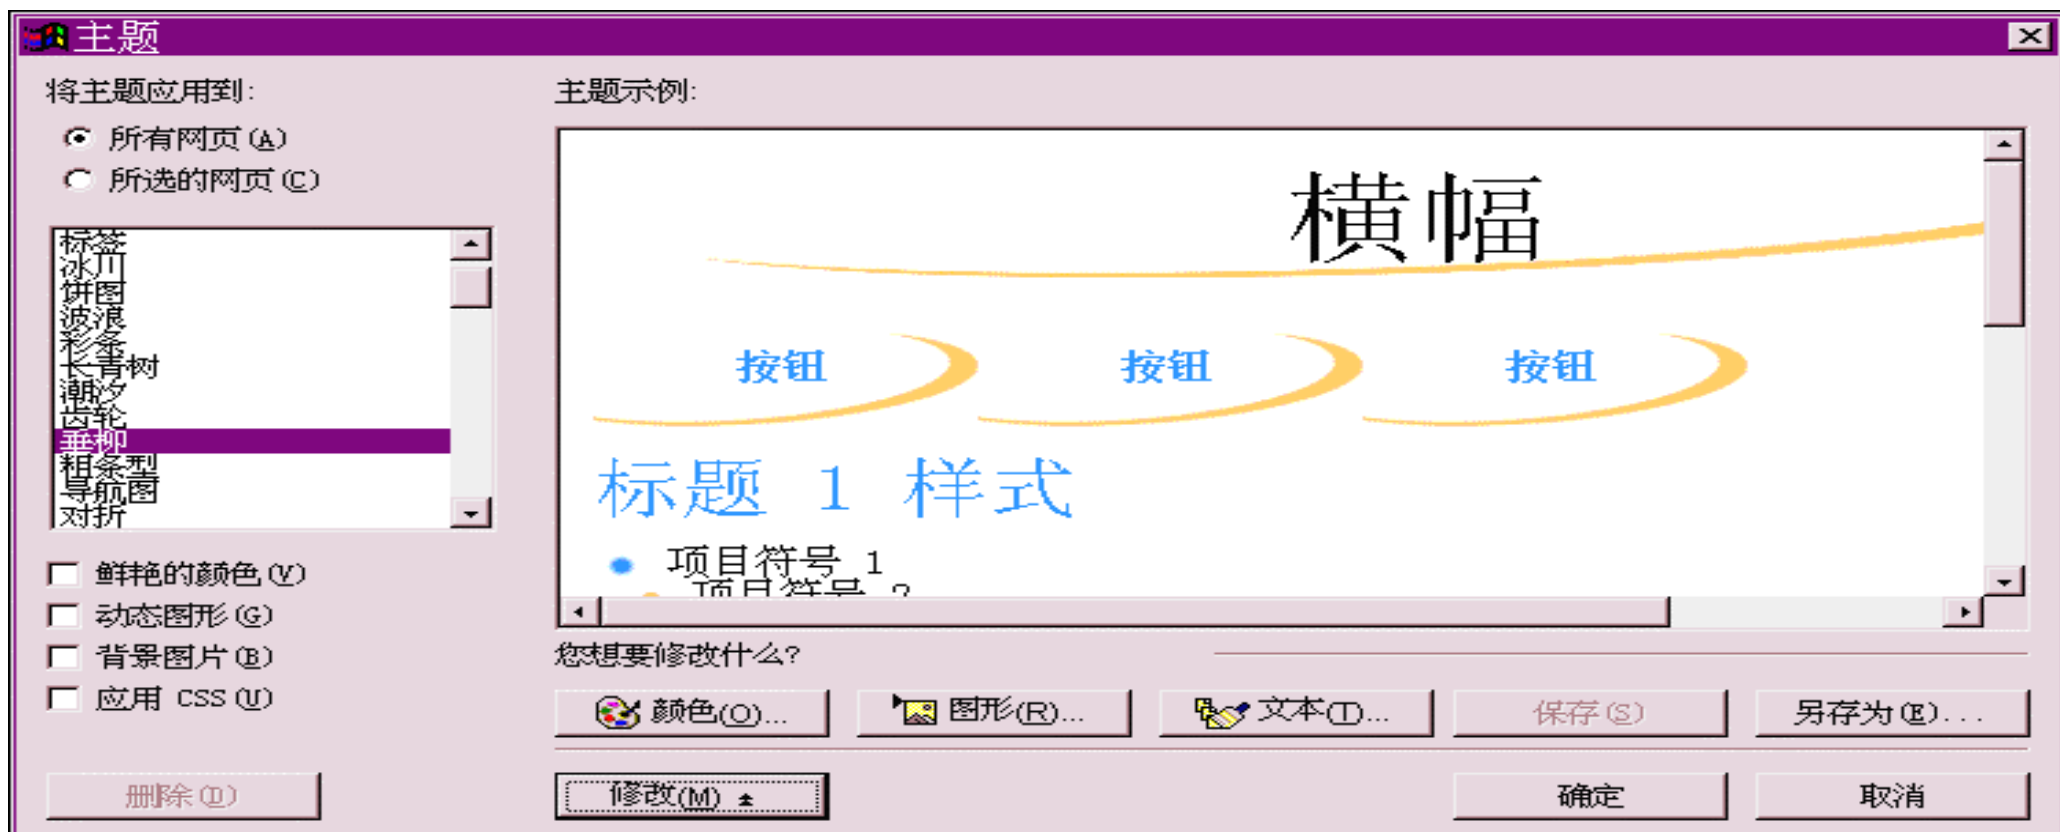 主题
将主题应用到:
所有网页(A)
所选的网页(C)
标签
冰川
饼图
波浪
彩条
长青树
潮汐
齿轮
垂柳
粗条型
导航图
对折
鲜艳的颜色(V)
动态图形(G)
背景图片(B)
应用 CSS(U)
删除(D)
主题示例:
横幅
按钮 按钮 按钮
标题 1 样式
项目符号 1
项目符号 2
您想要修改什么?
颜色(O)... 图形(R)... 文本(T)... 保存(S) 另存为(E)...
修改(M) 确定 取消